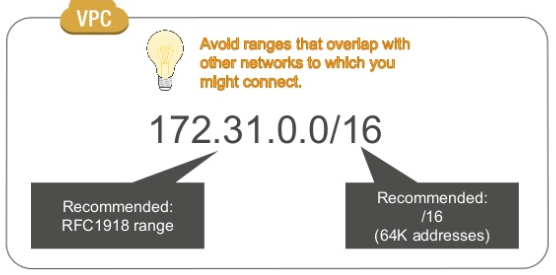 VPC
Avoid ranges that overlap with
other networks to which you
might connect.
172.31.0.0/16
Recommended:
RFC1918 range
Recommended:
/16
(64K addresses)